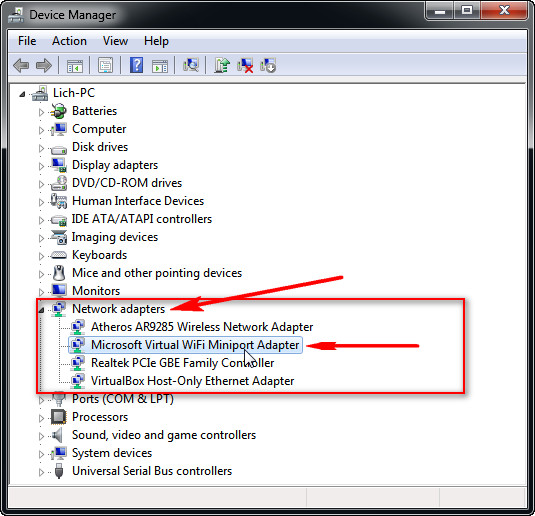 Device Manager
File Action View Help
Lich-PC
Batteries
Computer
Disk drives
Display adapters
DVD/CD-ROM drives
Human Interface Devices
IDE ATA/ATAPI controllers
Imaging devices
Keyboards
Mice and other pointing devices
Monitors
Network adapters
Atheros AR9285 Wireless Network Adapter
Microsoft Virtual WiFi Miniport Adapter
Realtek PCIe GBE Family Controller
VirtualBox Host-Only Ethernet Adapter
Ports (COM & LPT)
Processors
Sound, video and game controllers
System devices
Universal Serial Bus controllers